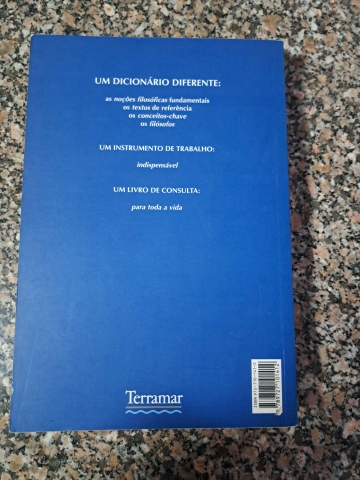 UM DICIONÁRIO DIFERENTE:
as noções filosóficas fundamentais
os textos de referência
os conceitos-chave
os filósofos
UM INSTRUMENTO DE TRABALHO:
indispensável
UM LIVRO DE CONSULTA:
para toda a vida
Terramar